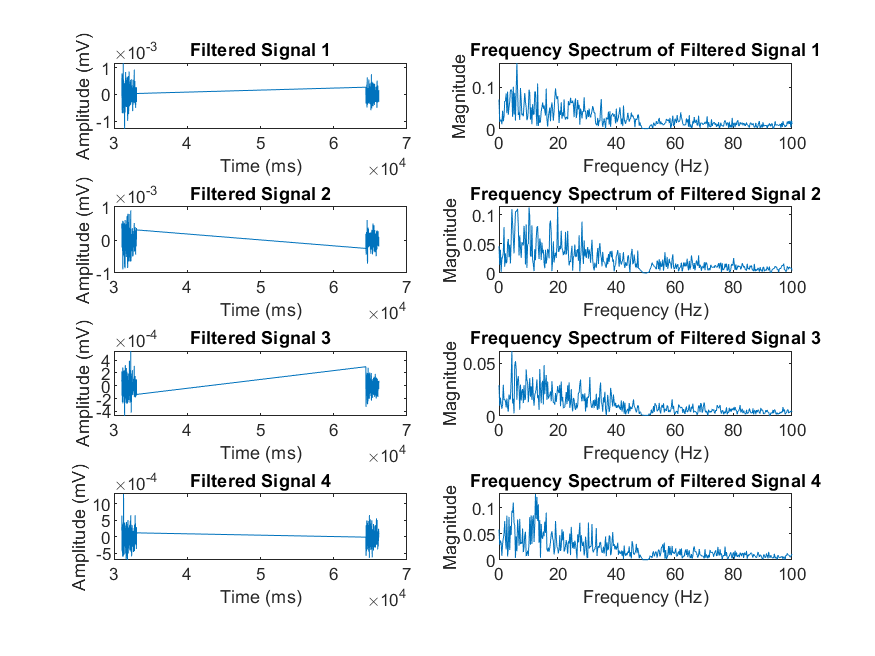 ×10-3
Filtered Signal 1
Amplitude (mV)
1
0
-1
3 4 5 6 7
Time (ms)
×104
Frequency Spectrum of Filtered Signal 1
Magnitude
0.1
0
0 20 40 60 80 100
Frequency (Hz)
×10-3
Filtered Signal 2
Amplitude (mV)
1
0
-1
3 4 5 6 7
Time (ms)
×104
Frequency Spectrum of Filtered Signal 2
Magnitude
0.1
0.05
0
0 20 40 60 80 100
Frequency (Hz)
×10-4
Filtered Signal 3
Amplitude (mV)
4
2
0
-2
-4
3 4 5 6 7
Time (ms)
×104
Frequency Spectrum of Filtered Signal 3
Magnitude
0.05
0
0 20 40 60 80 100
Frequency (Hz)
×10-4
Filtered Signal 4
Amplitude (mV)
10
5
0
-5
3 4 5 6 7
Time (ms)
×104
Frequency Spectrum of Filtered Signal 4
Magnitude
0.1
0.05
0
0 20 40 60 80 100
Frequency (Hz)